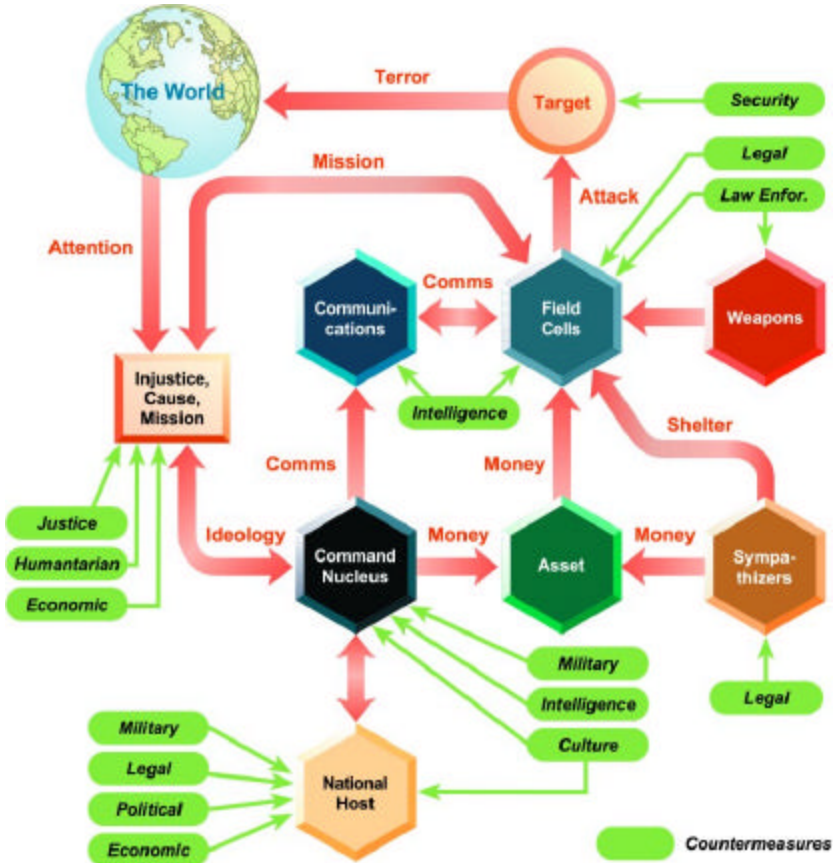 The World
Terror
Target
Security
Mission
Legal
Attack
Law Enfor.
Attention
Comms
Communi-
cations
Field
Cells
Weapons
Injustice,
Cause,
Mission
Intelligence
Shelter
Comms
Money
Justice
Ideology
Command
Nucleus
Money
Asset
Money
Sympa-
thizers
Humantarian
Economic
Military
Intelligence
Legal
Culture
Military
Legal
Political
Economic
National
Host
Countermeasures